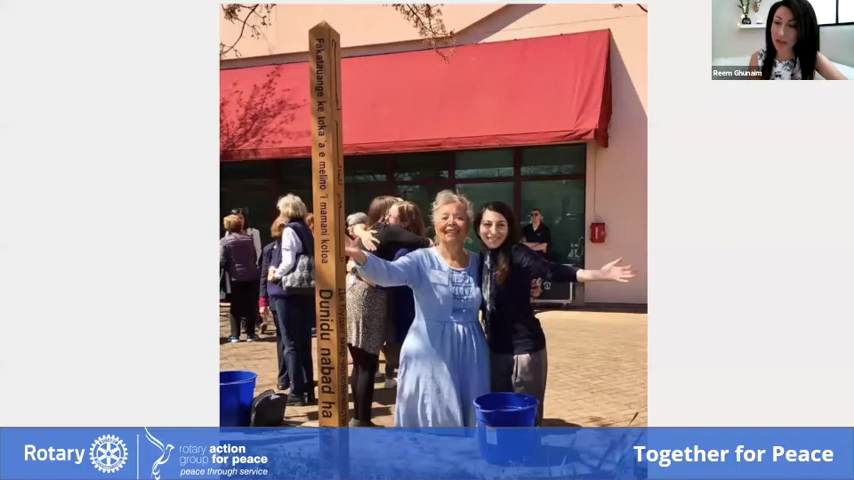 Reem Ghunaim
Pakatauange ke toka 'a e melino 'i mamani kotoa
Dunidu nabad ha
Rotary
rotary action
group for peace
peace through service
Together for Peace